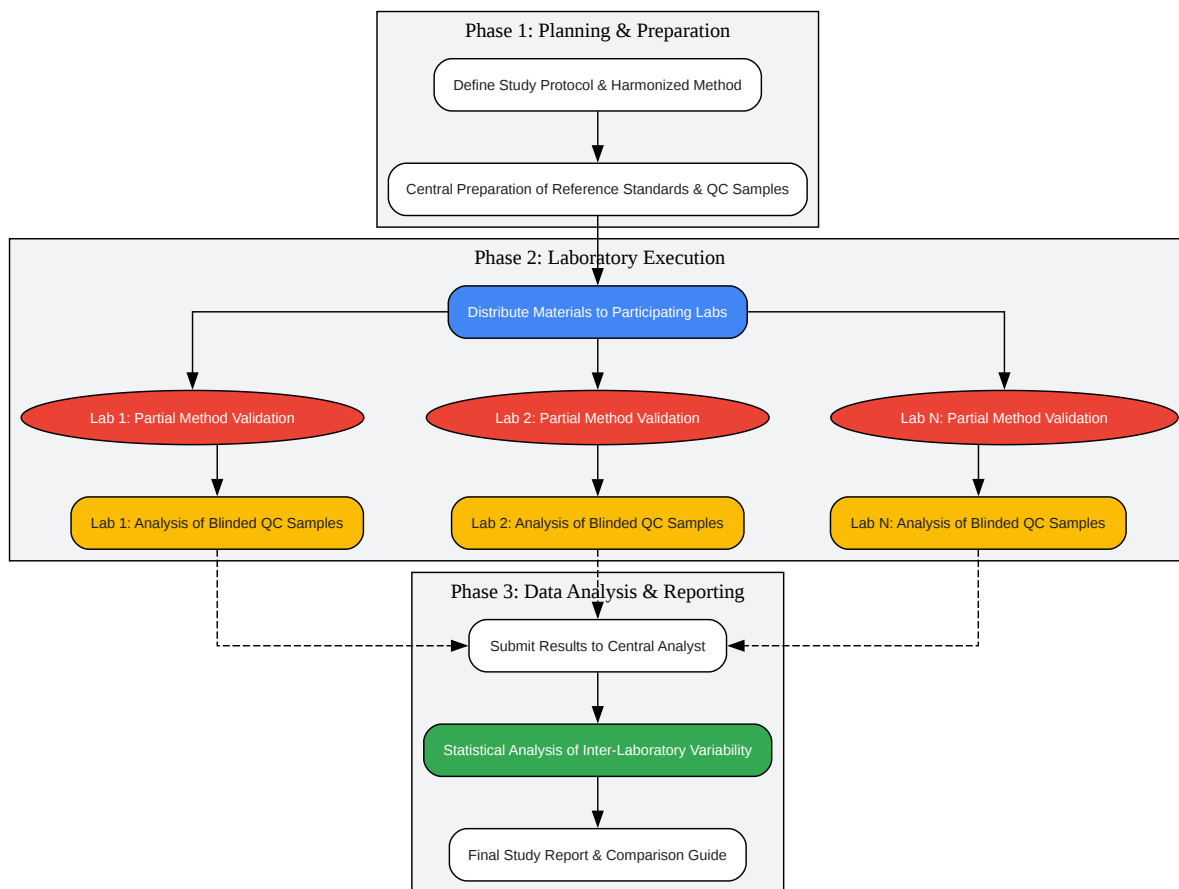 Phase 1: Planning & Preparation
Define Study Protocol & Harmonized Method
Central Preparation of Reference Standards & QC Samples
Phase 2: Laboratory Execution
Distribute Materials to Participating Labs
Lab 1: Partial Method Validation
Lab 2: Partial Method Validation
Lab N: Partial Method Validation
Lab 1: Analysis of Blinded QC Samples
Lab 2: Analysis of Blinded QC Samples
Lab N: Analysis of Blinded QC Samples
Phase 3: Data Analysis & Reporting
Submit Results to Central Analyst
Statistical Analysis of Inter-Laboratory Variability
Final Study Report & Comparison Guide